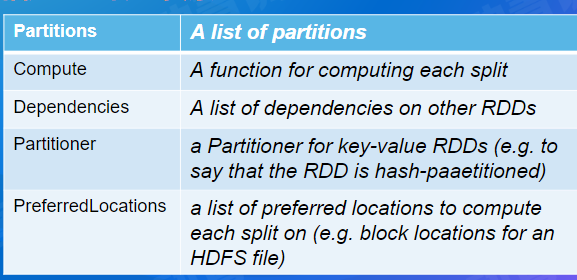 Partitions A list of partitions
Compute A function for computing each split
Dependencies A list of dependencies on other RDDs
Partitioner a Partitioner for key-value RDDs (e.g. to
say that the RDD is hash-paaetitioned)
PreferredLocations a list of preferred locations to compute
each split on (e.g. block locations for an
HDFS file)